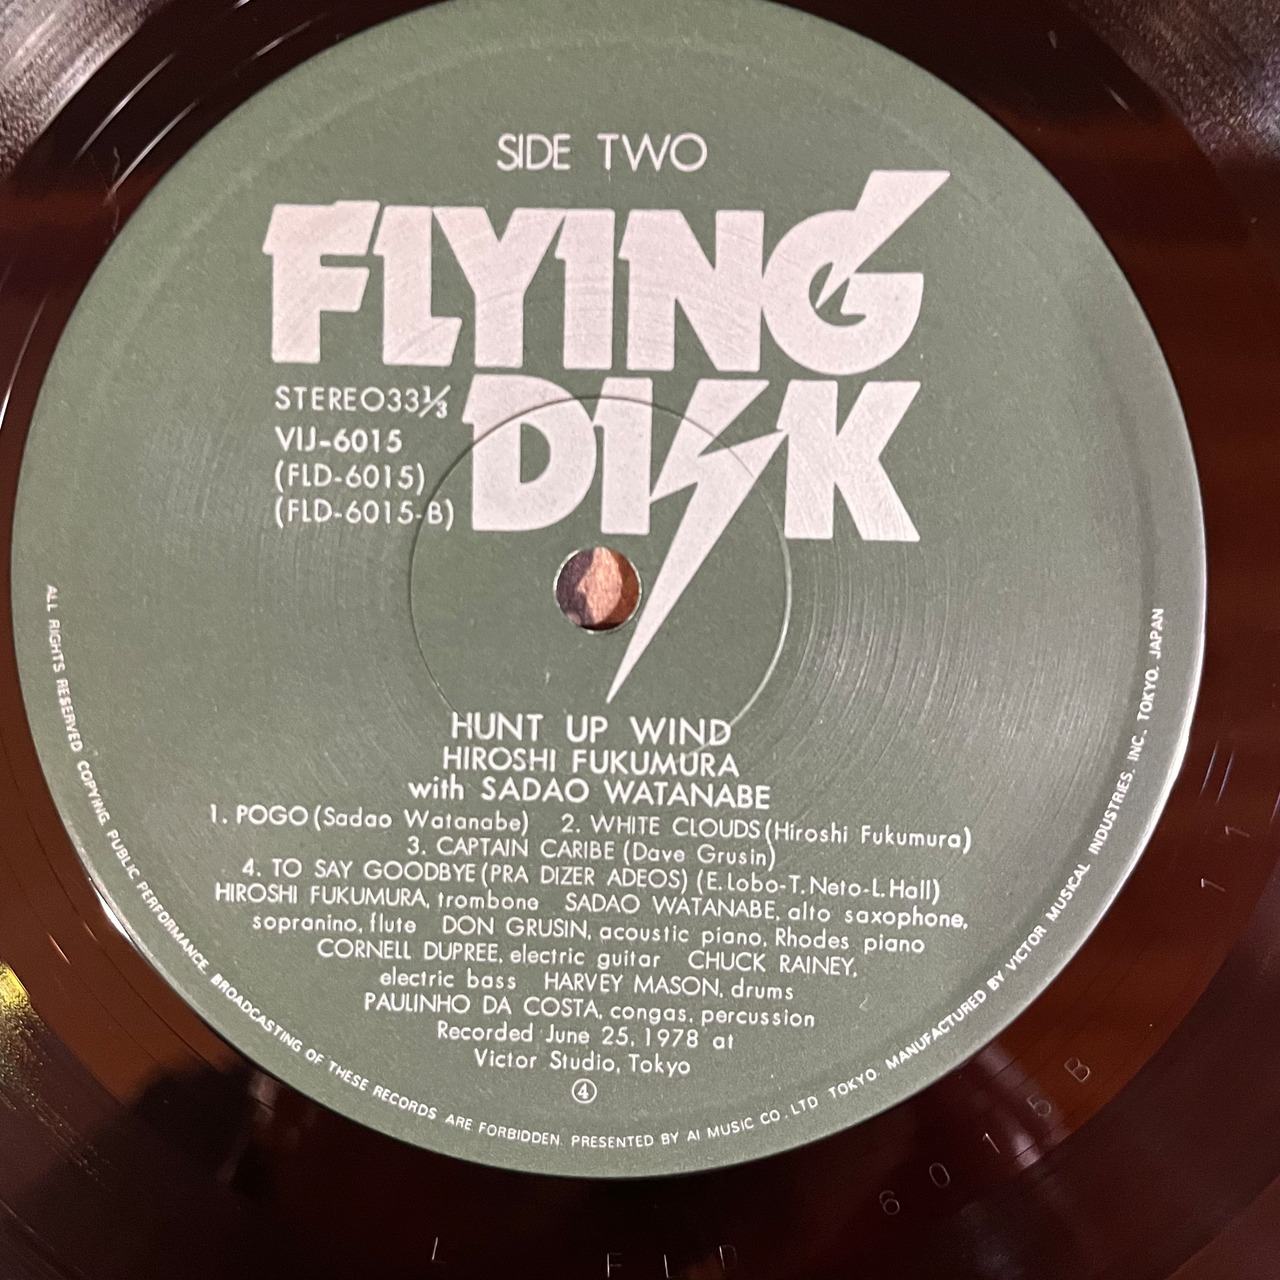 SIDE TWO
FLYING
DISK
STEREO 33⅓
VIJ-6015
(FLD-6015)
(FLD-6015-B)
HUNT UP WIND
HIROSHI FUKUMURA
with SADAO WATANABE
1. POGO (Sadao Watanabe) 2. WHITE CLOUDS (Hiroshi Fukumura)
3. CAPTAIN CARIBE (Dave Grusin)
4. TO SAY GOODBYE (PRA DIZER ADEOS) (E. Lobo-T. Neto-L. Hall)
HIROSHI FUKUMURA, trombone SADAO WATANABE, alto saxophone,
sopranino, flute DON GRUSIN, acoustic piano, Rhodes piano
CORNELL DUPREE, electric guitar CHUCK RAINEY,
electric bass HARVEY MASON, drums
PAULINHO DA COSTA, congas, percussion
Recorded June 25, 1978 at
Victor Studio, Tokyo
④
ALL RIGHTS RESERVED COPYING PUBLIC PERFORMANCE, BROADCASTING OF THESE RECORDS ARE FORBIDDEN. PRESENTED BY AI MUSIC CO., LTD TOKYO. MANUFACTURED BY VICTOR MUSICAL INDUSTRIES, INC. TOKYO, JAPAN
L FLD 6015B 11